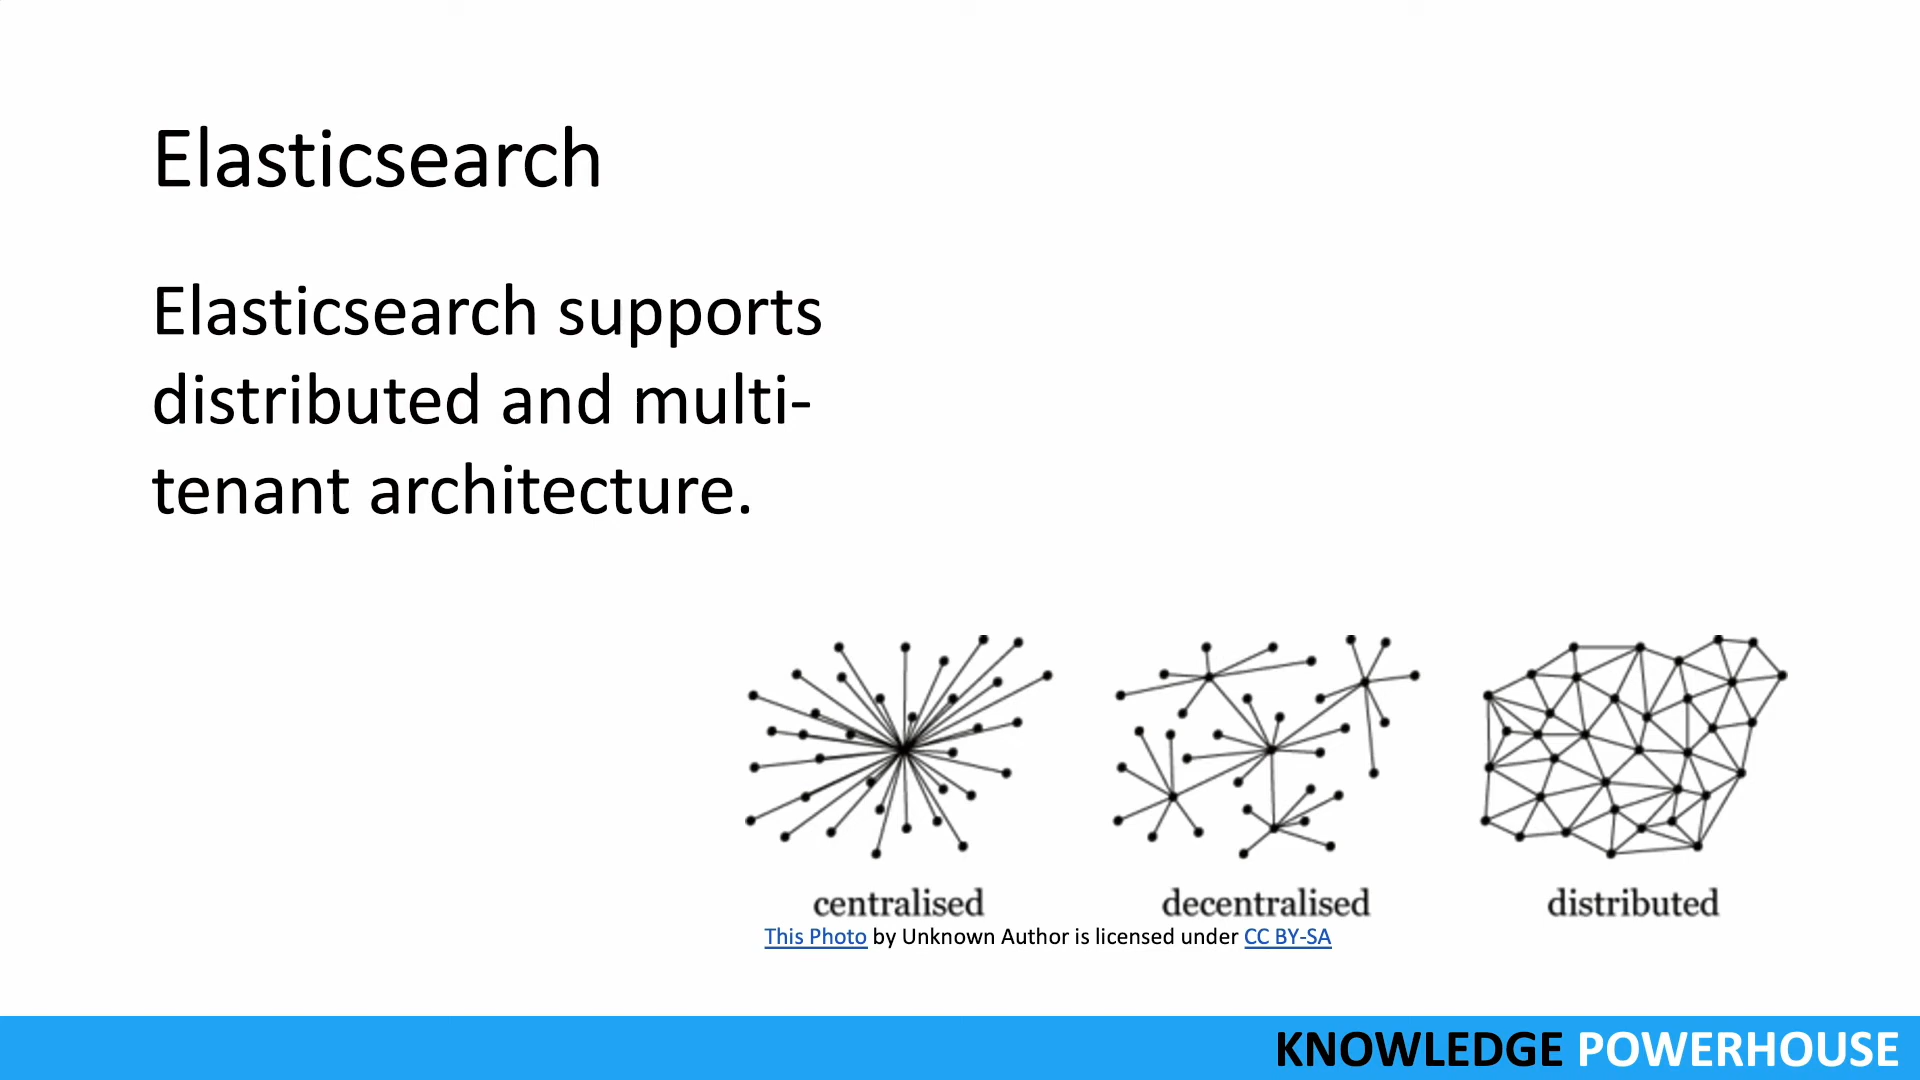 Elasticsearch
Elasticsearch supports
distributed and multi-
tenant architecture.
centralised
decentralised
distributed
This Photo by Unknown Author is licensed under CC BY-SA
KNOWLEDGE POWERHOUSE